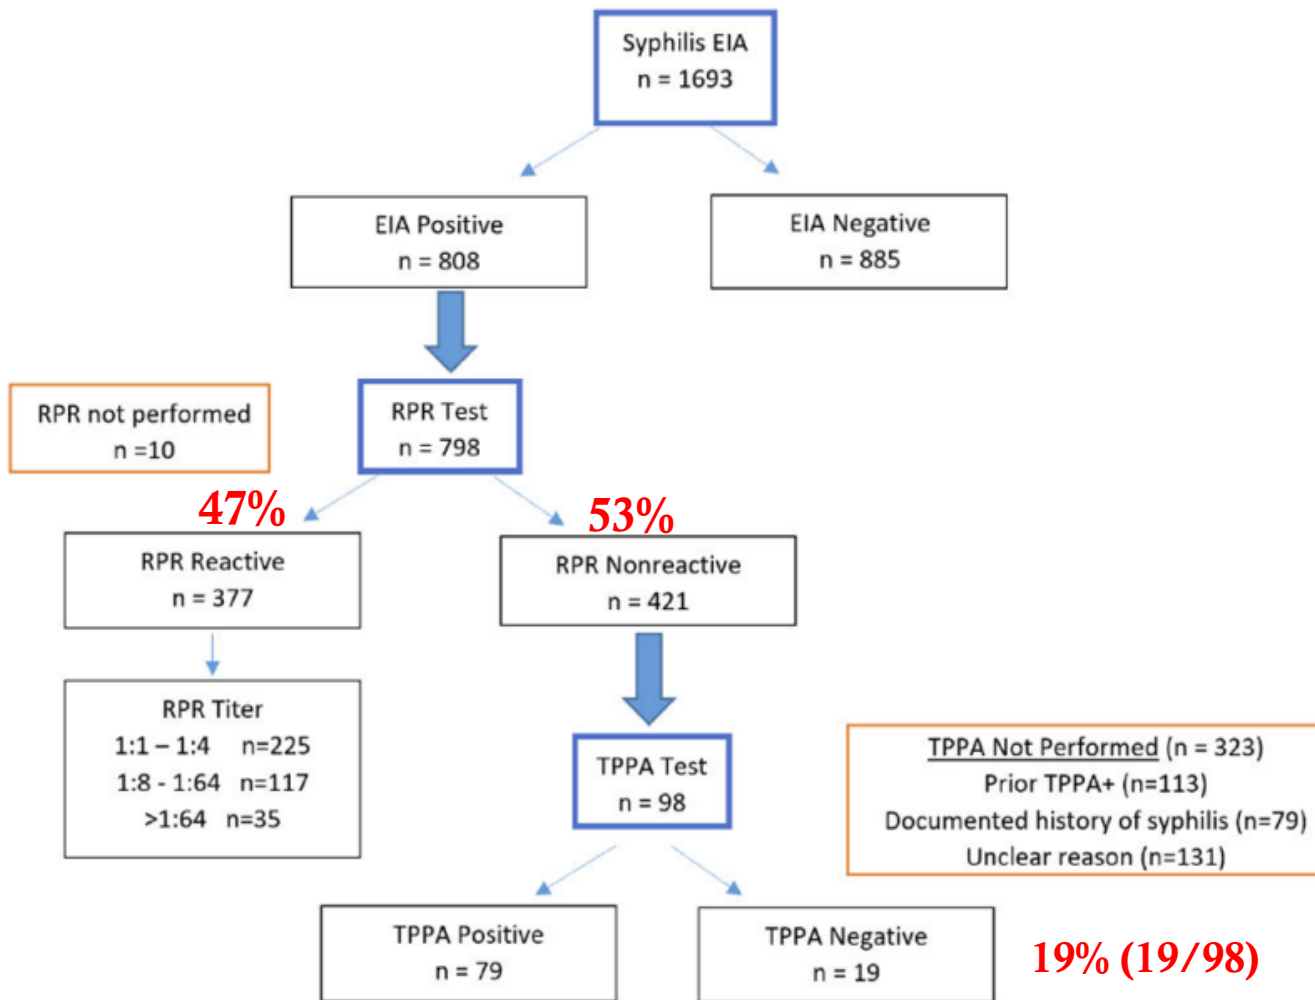 Syphilis EIA
n = 1693
EIA Positive
n = 808
EIA Negative
n = 885
RPR not performed
n =10
RPR Test
n = 798
47%
53%
RPR Reactive
n = 377
RPR Nonreactive
n = 421
RPR Titer
1:1 – 1:4 n=225
1:8 - 1:64 n=117
>1:64 n=35
TPPA Test
n = 98
TPPA Not Performed (n = 323)
Prior TPPA+ (n=113)
Documented history of syphilis (n=79)
Unclear reason (n=131)
TPPA Positive
n = 79
TPPA Negative
n = 19
19% (19/98)